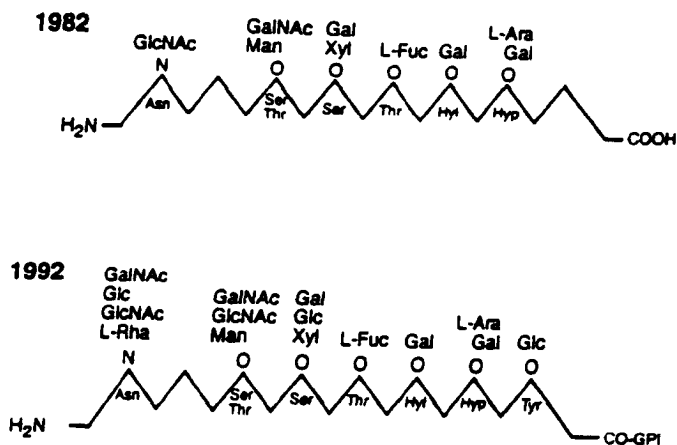 1982
GlcNAc
GalNAc
Man
Gal
Xyl
L-Fuc
Gal
L-Ara
Gal
N O O O O O
Asn Ser Ser Thr Hyl Hyp
Thr
H₂N COOH
1992
GalNAc
Glc
GlcNAc
L-Rha
GalNAc
GlcNAc
Man
Gal
Glc
Xyl
L-Fuc
Gal
L-Ara
Gal
Glc
N O O O O O O
Asn Ser Ser Thr Hyl Hyp Tyr
Thr
H₂N CO-GPI